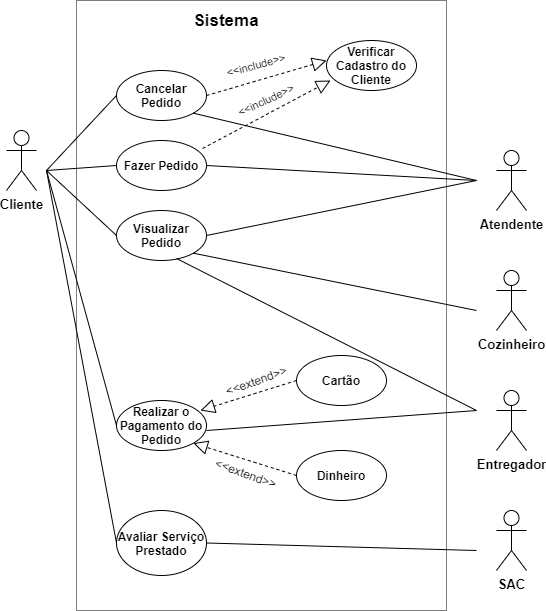 Sistema
Verificar
Cadastro do
Cliente
<<include>>
Cancelar
Pedido
<<include>>
Fazer Pedido
Cliente
Visualizar
Pedido
Atendente
Cozinheiro
<<extend>>
Cartão
Realizar o
Pagamento do
Pedido
<<extend>>
Dinheiro
Entregador
Avaliar Serviço
Prestado
SAC